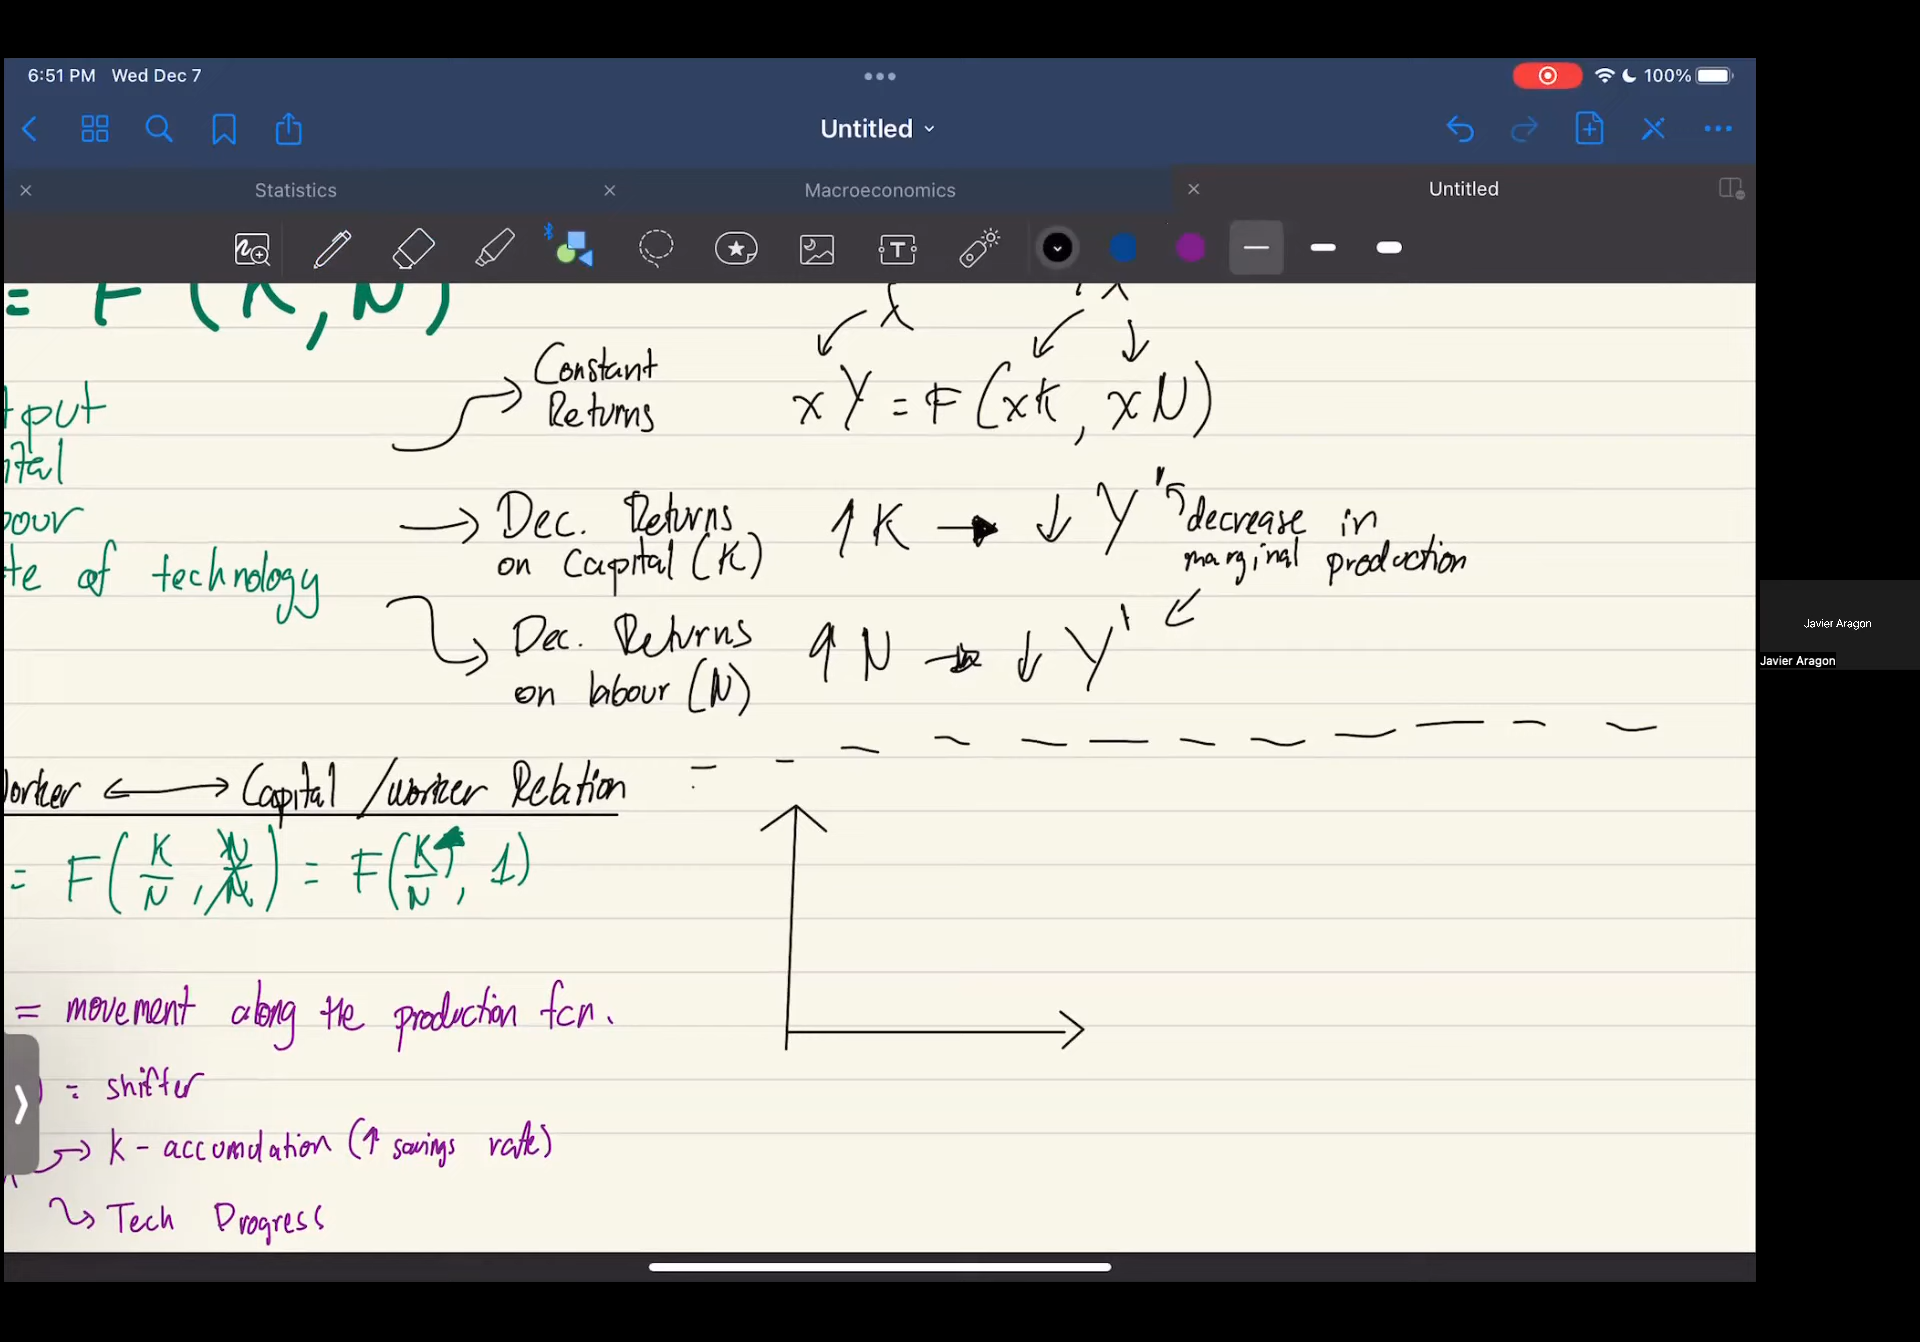 6:51 PM Wed Dec 7
100%
Untitled
Statistics
Macroeconomics
Untitled
= F (K, N)
Constant
Returns
xY = F (xK, xN)
tput
ital
Dec. Returns
on Capital (K)
↑ K → ↓ Y'
decrease in
marginal production
bour
te of technology
Dec. Returns
on labour (N)
↑ N → ↓ Y'
Javier Aragon
Javier Aragon
orker ↔ Capital /worker Relation
= F(K/N, N/N) = F(K/N, 1)
= movement along the production fcn.
) = shifter
→ K - accumulation (↑ savings rate)
↳ Tech Progress